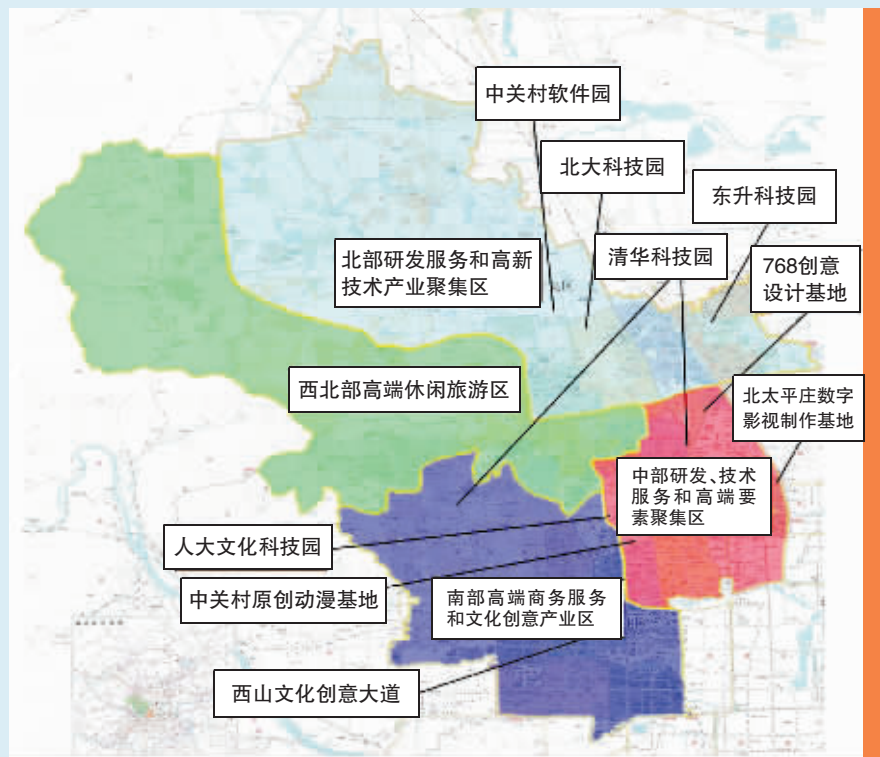 中关村软件园
北大科技园
东升科技园
清华科技园
北部研发服务和高新
技术产业聚集区
768创意
设计基地
西北部高端休闲旅游区
北太平庄数字
影视制作基地
中部研发、技术
服务和高端要
素聚集区
人大文化科技园
中关村原创动漫基地
南部高端商务服务
和文化创意产业区
西山文化创意大道